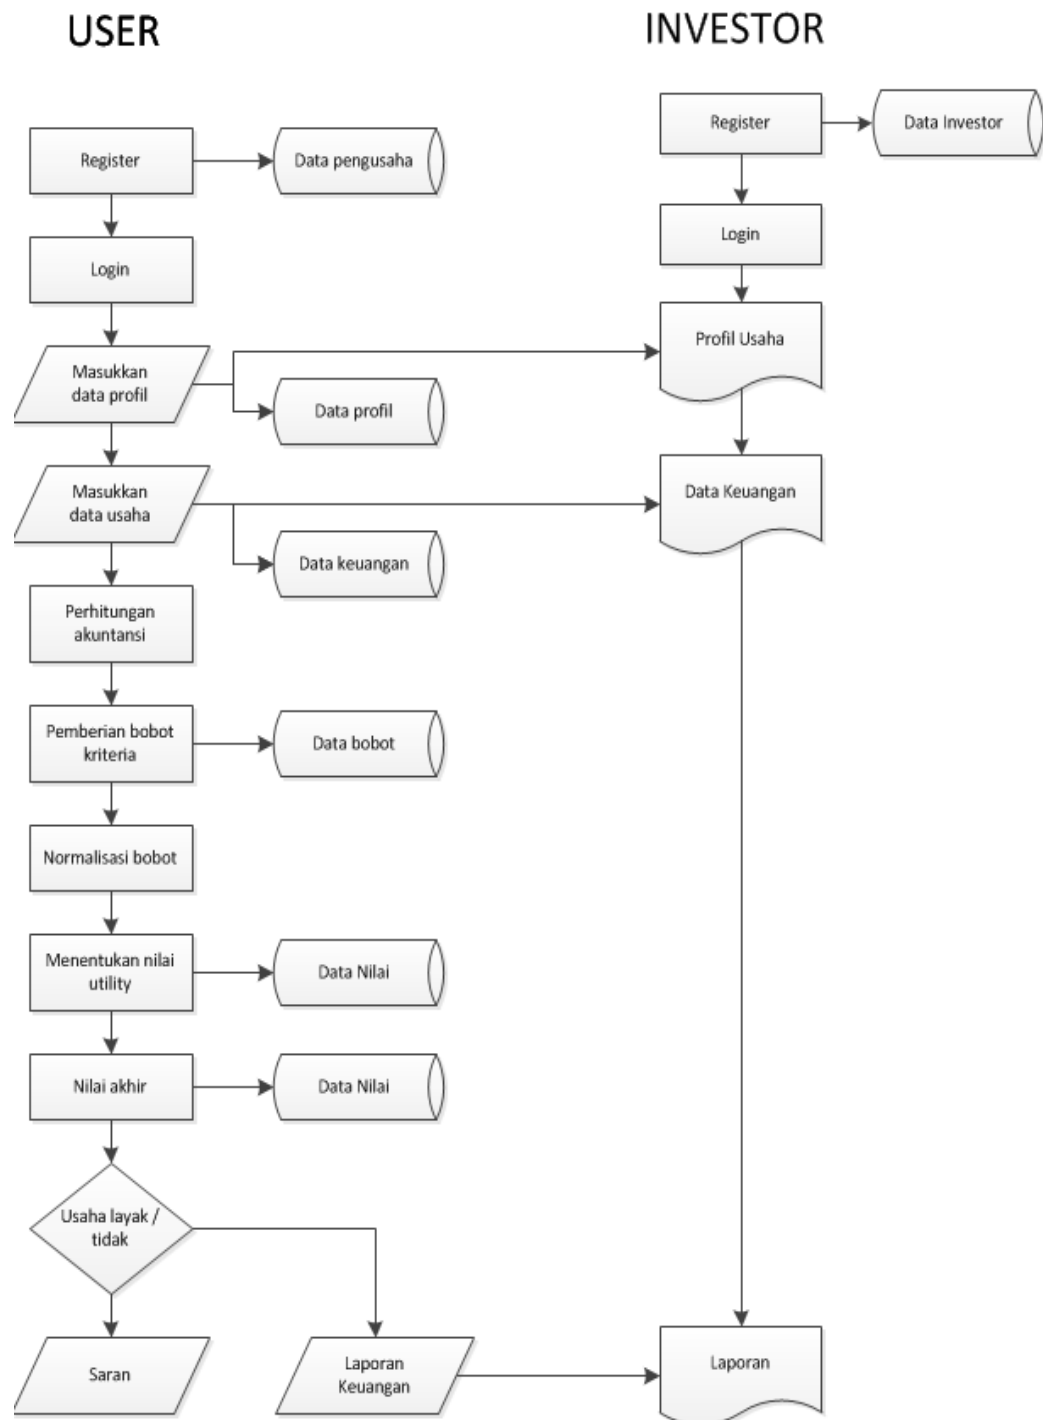 USER
INVESTOR
Register
Data Investor
Register
Data pengusaha
Login
Login
Profil Usaha
Masukkan
data profil
Data profil
Masukkan
data usaha
Data Keuangan
Data keuangan
Perhitungan
akuntansi
Pemberian bobot
kriteria
Data bobot
Normalisasi bobot
Menentukan nilai
utility
Data Nilai
Nilai akhir
Data Nilai
Usaha layak /
tidak
Saran
Laporan
Keuangan
Laporan